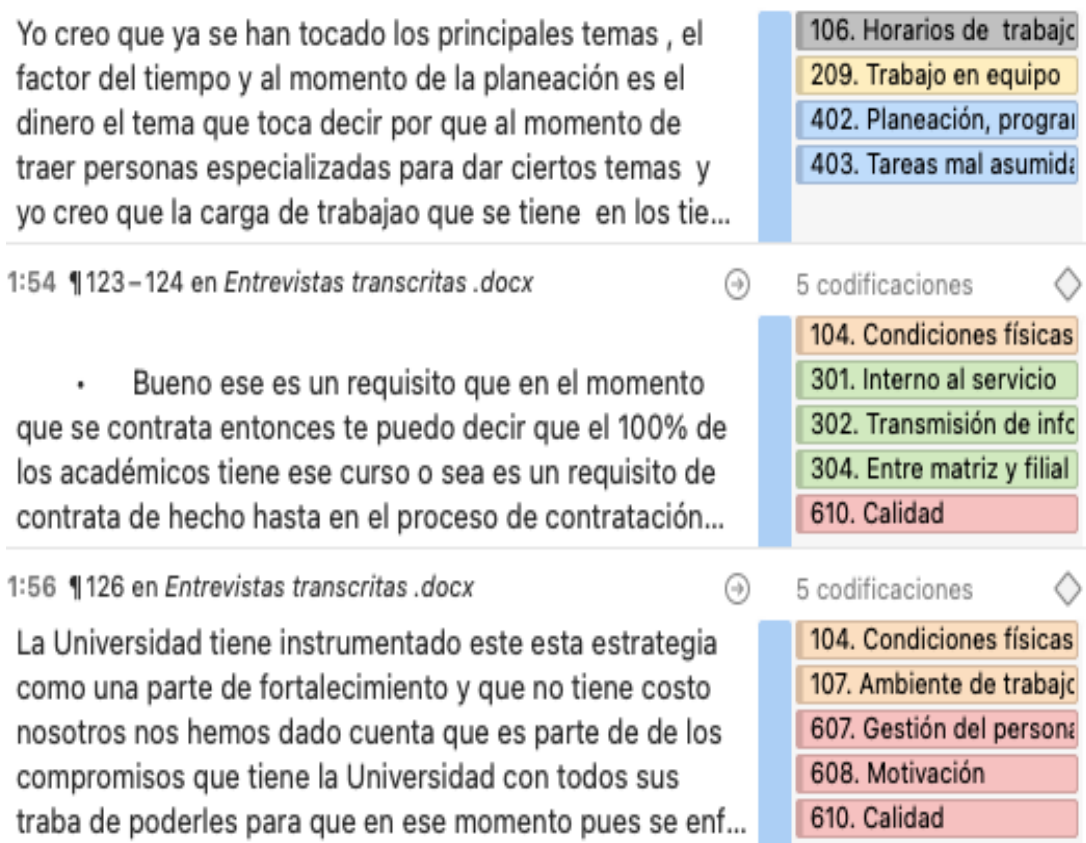 Yo creo que ya se han tocado los principales temas , el
factor del tiempo y al momento de la planeación es el
dinero el tema que toca decir por que al momento de
traer personas especializadas para dar ciertos temas y
yo creo que la carga de trabajao que se tiene en los tie...
106. Horarios de trabajo
209. Trabajo en equipo
402. Planeación, progra
403. Tareas mal asumida
1:54 ¶ 123 – 124 en Entrevistas transcritas .docx
5 codificaciones
• Bueno ese es un requisito que en el momento
que se contrata entonces te puedo decir que el 100% de
los académicos tiene ese curso o sea es un requisito de
contrata de hecho hasta en el proceso de contratación...
104. Condiciones físicas
301. Interno al servicio
302. Transmisión de info
304. Entre matriz y filial
610. Calidad
1:56 ¶ 126 en Entrevistas transcritas .docx
5 codificaciones
La Universidad tiene instrumentado este esta estrategia
como una parte de fortalecimiento y que no tiene costo
nosotros nos hemos dado cuenta que es parte de de los
compromisos que tiene la Universidad con todos sus
traba de poderles para que en ese momento pues se enf...
104. Condiciones físicas
107. Ambiente de trabajo
607. Gestión del persona
608. Motivación
610. Calidad